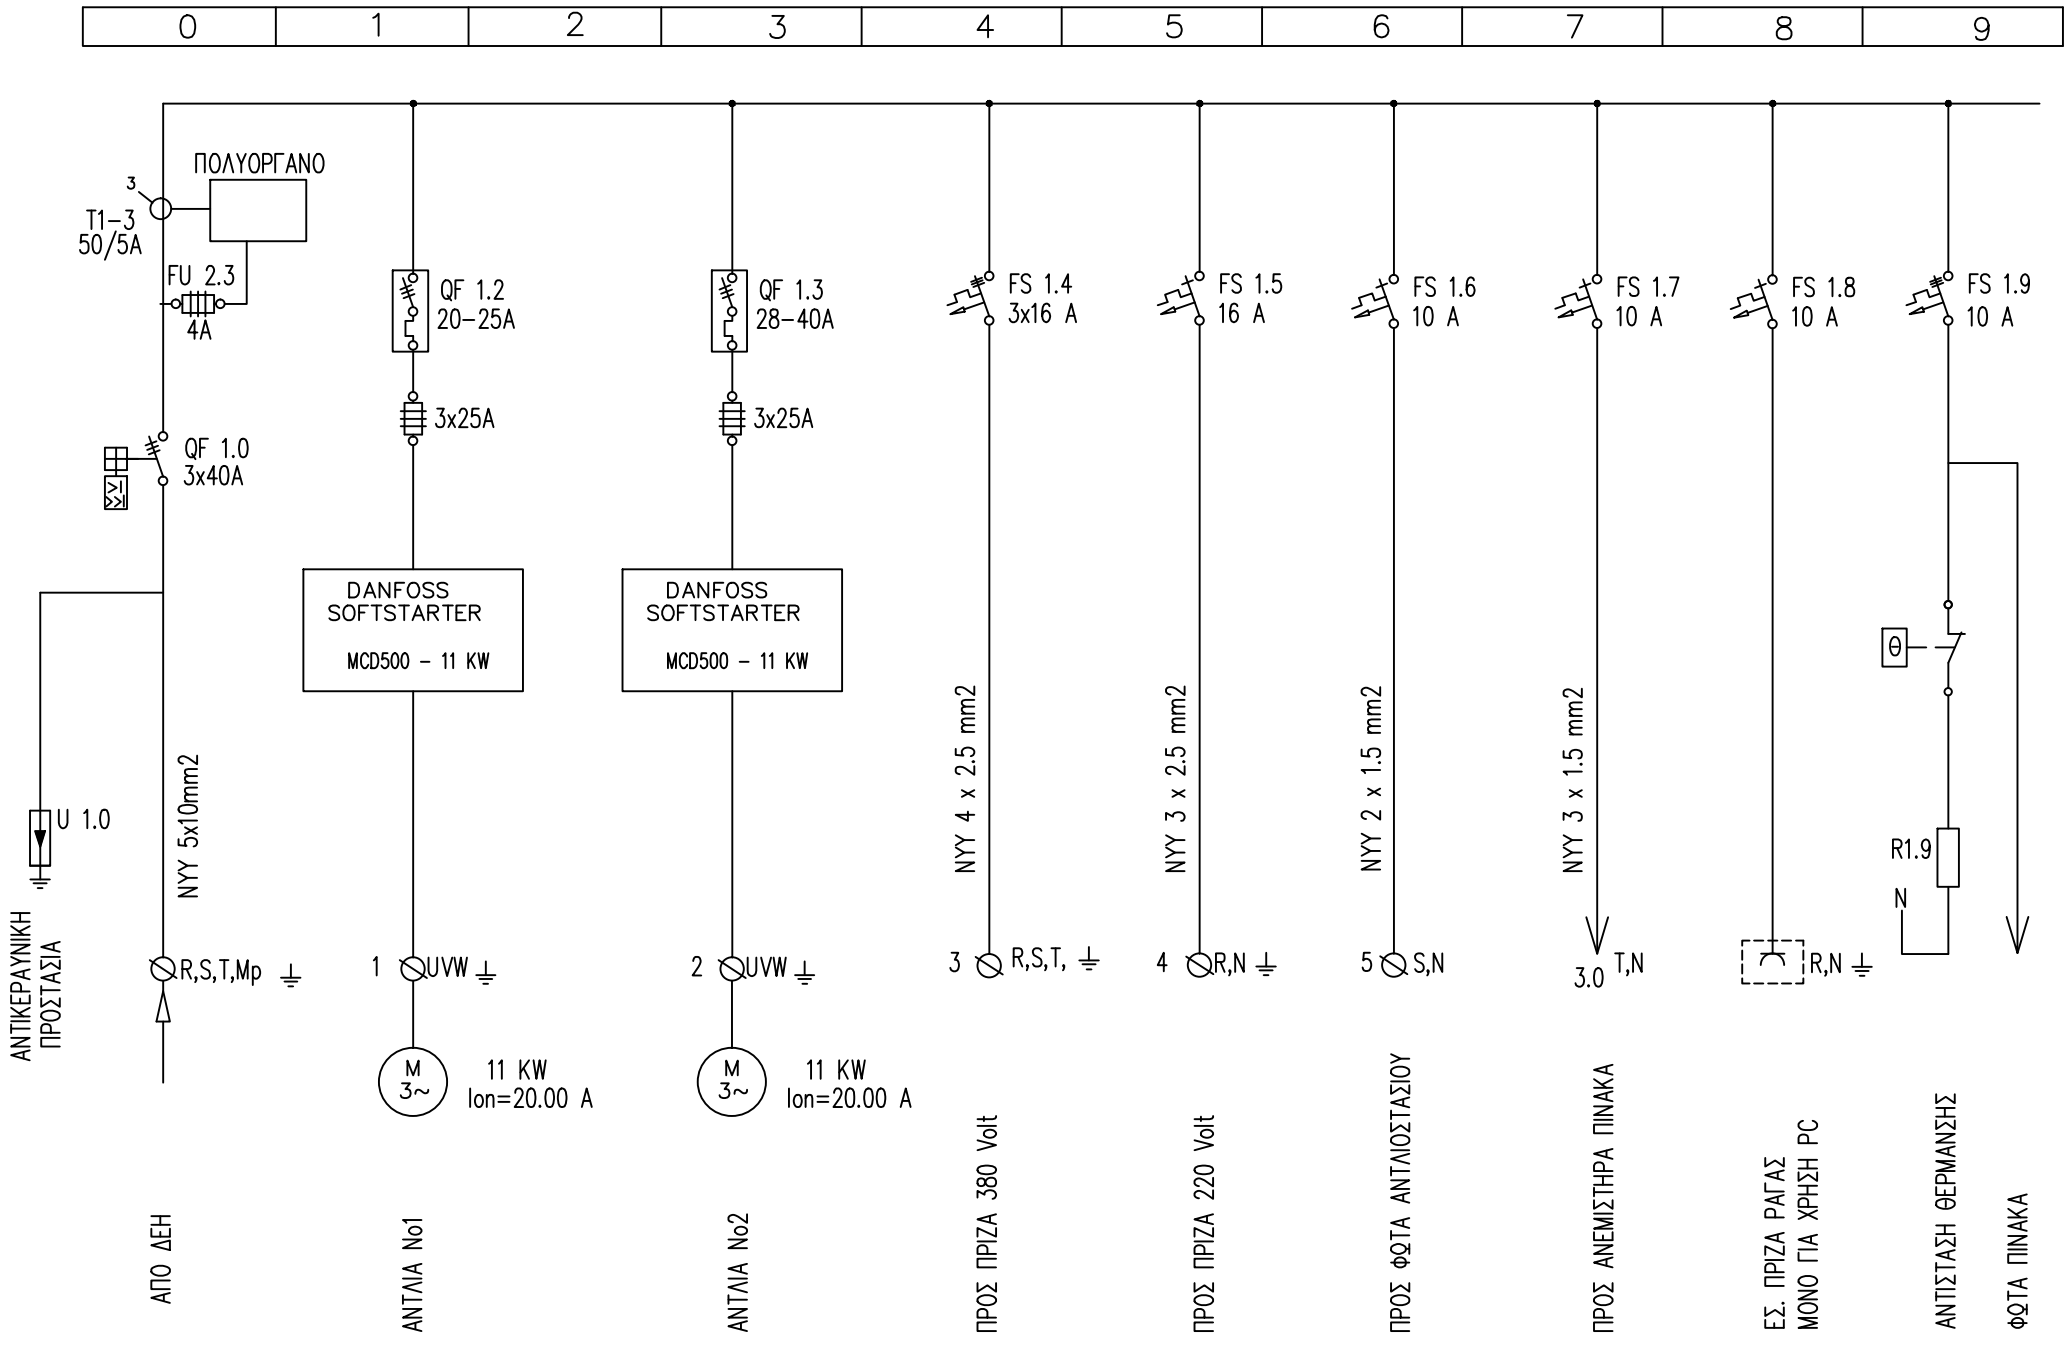 0 1 2 3 4 5 6 7 8 9
ΠΟΛΥΟΡΓΑΝΟ
3
T1-3
50/5A
FU 2.3
4A
QF 1.0
3x40A
U 1.0
ΑΝΤΙΚΕΡΑΥΝΙΚΗ
ΠΡΟΣΤΑΣΙΑ
NYY 5x10mm2
R,S,T,Mp
ΑΠΟ ΔΕΗ
QF 1.2
20-25A
3x25A
DANFOSS
SOFTSTARTER
MCD500 - 11 KW
1
UVW
M
3~
11 KW
Ion=20.00 A
ΑΝΤΛΙΑ No1
QF 1.3
28-40A
3x25A
DANFOSS
SOFTSTARTER
MCD500 - 11 KW
2
UVW
M
3~
11 KW
Ion=20.00 A
ΑΝΤΛΙΑ No2
FS 1.4
3x16 A
NYY 4 x 2.5 mm2
3
R,S,T,
ΠΡΟΣ ΠΡΙΖΑ 380 Volt
FS 1.5
16 A
NYY 3 x 2.5 mm2
4
R,N
ΠΡΟΣ ΠΡΙΖΑ 220 Volt
FS 1.6
10 A
NYY 2 x 1.5 mm2
5
S,N
ΠΡΟΣ ΦΩΤΑ ΑΝΤΛΙΟΣΤΑΣΙΟΥ
FS 1.7
10 A
NYY 3 x 1.5 mm2
3.0
T,N
ΠΡΟΣ ΑΝΕΜΙΣΤΗΡΑ ΠΙΝΑΚΑ
FS 1.8
10 A
R,N
ΕΣ. ΠΡΙΖΑ ΡΑΓΑΣ
ΜΟΝΟ ΓΙΑ ΧΡΗΣΗ PC
FS 1.9
10 A
θ
R1.9
N
ΑΝΤΙΣΤΑΣΗ ΘΕΡΜΑΝΣΗΣ
ΦΩΤΑ ΠΙΝΑΚΑ